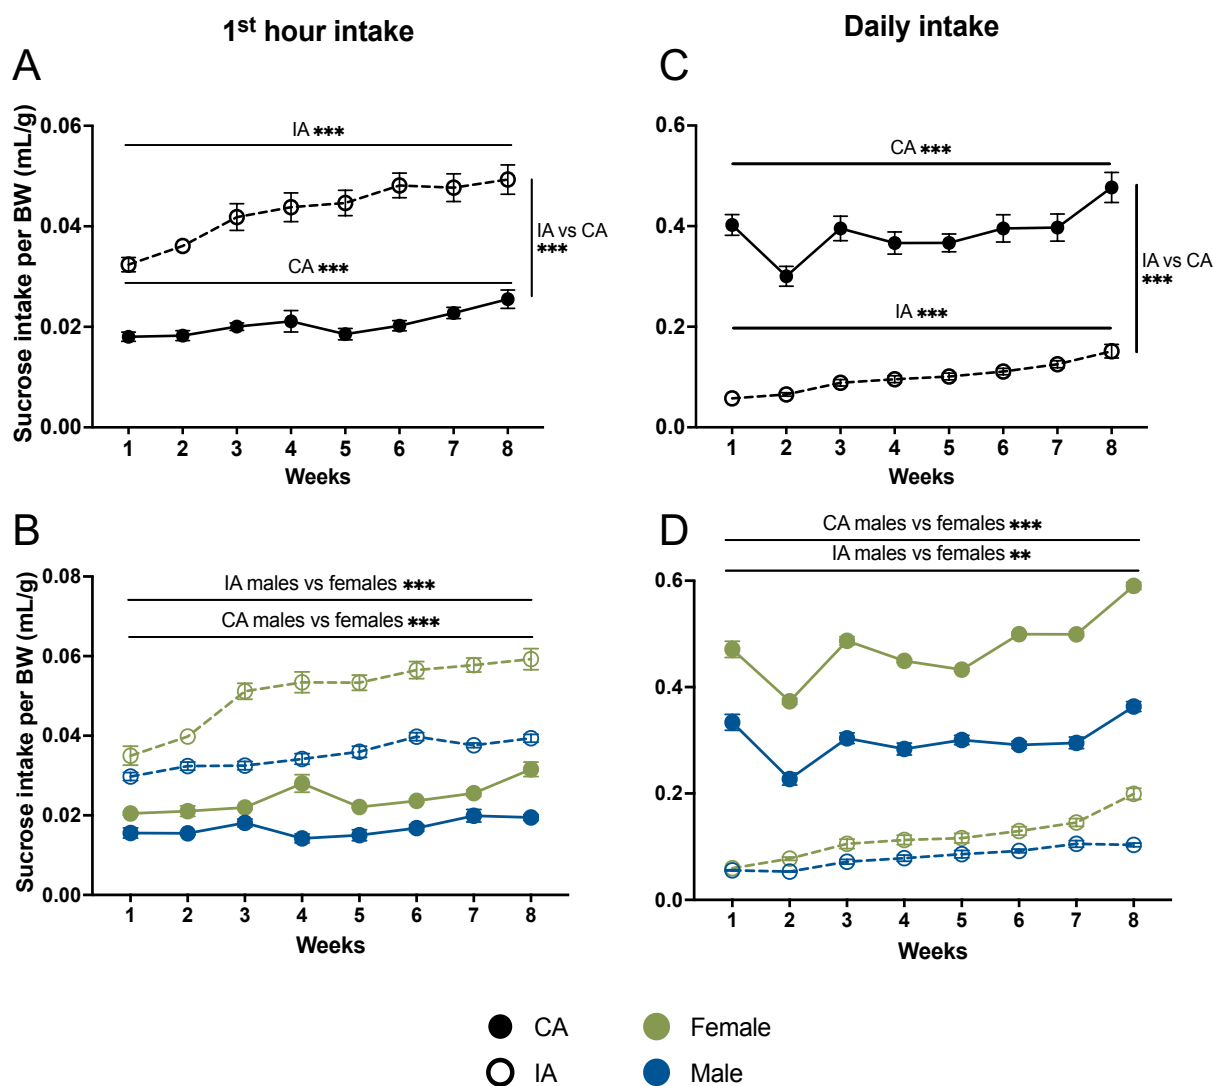 1st hour intake
Daily intake
A
C
Sucrose intake per BW (mL/g)
0.06
0.04
0.02
0.00
IA ***
CA ***
IA vs CA
***
1 2 3 4 5 6 7 8
Weeks
0.6
0.4
0.2
0.0
CA ***
IA ***
IA vs CA
***
1 2 3 4 5 6 7 8
Weeks
B
D
Sucrose intake per BW (mL/g)
0.08
0.06
0.04
0.02
0.00
IA males vs females ***
CA males vs females ***
1 2 3 4 5 6 7 8
Weeks
CA males vs females ***
IA males vs females **
0.6
0.4
0.2
0.0
1 2 3 4 5 6 7 8
Weeks
CA
Female
IA
Male